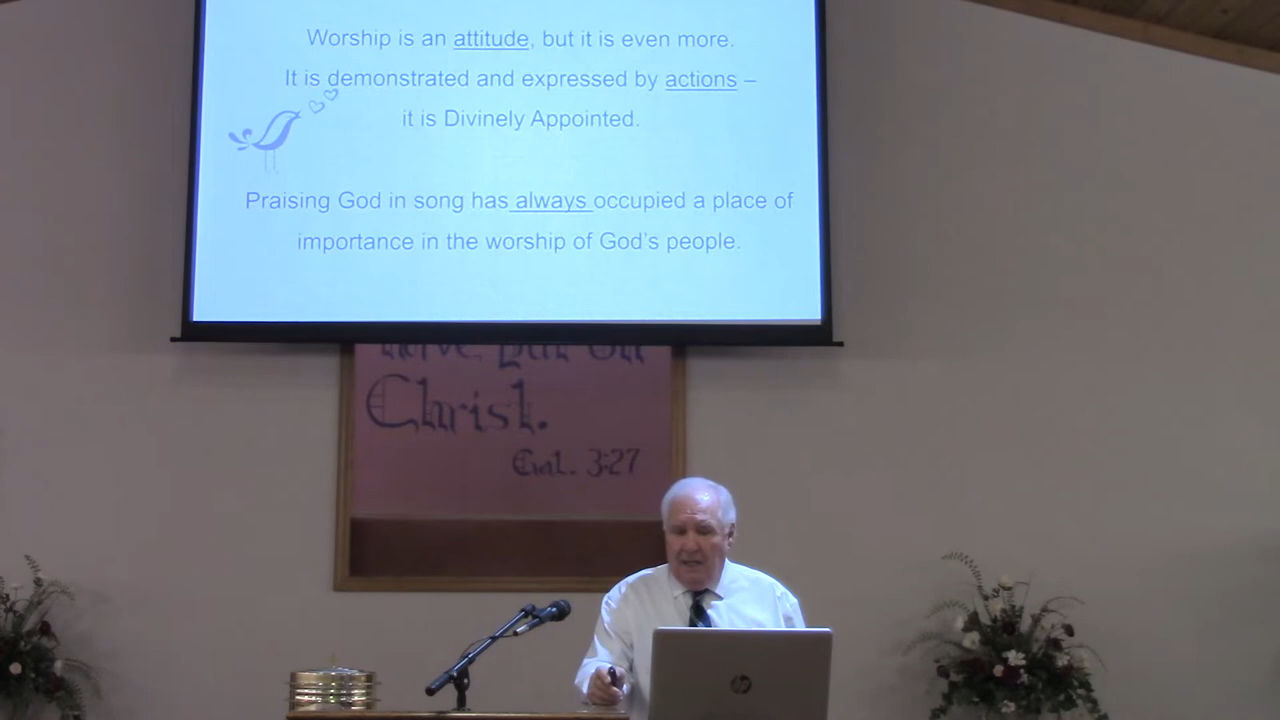 Worship is an attitude, but it is even more.
It is demonstrated and expressed by actions –
it is Divinely Appointed.
Praising God in song has always occupied a place of
importance in the worship of God's people.
Christ.
Gal. 3:27
hp